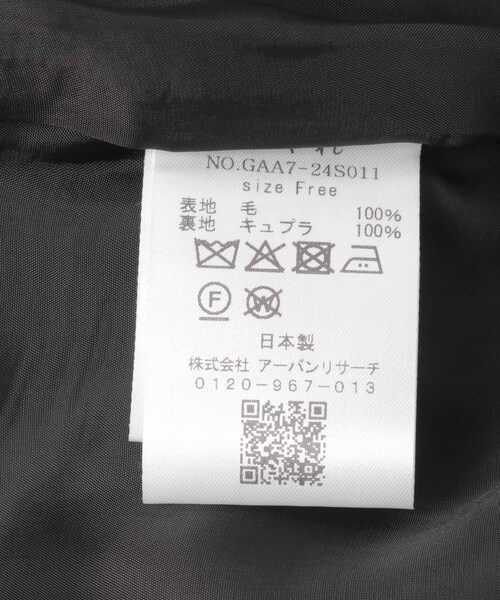 NO.GAA7-24S011
size Free
表地 毛 100%
裏地 キュプラ 100%
F
W
日本製
株式会社 アーバンリサーチ
0120-967-013